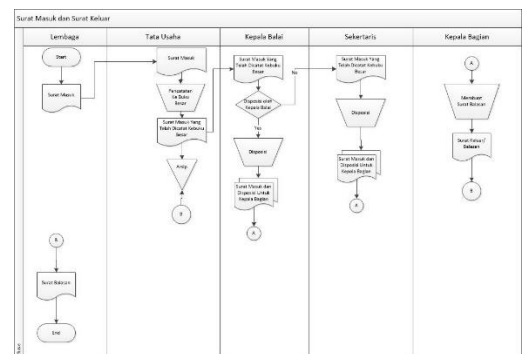 Surat Masuk dan Surat Keluar
Lembaga
Tata Usaha
Kepala Balai
Sekertaris
Kepala Bagian
Start
Surat Masuk
B
Surat Balasan
End
Surat Masuk
Pencatatan
Ke Buku
Besar
Surat Masuk Yang
Telah Dicatat Kebuku
Besar
Arsip
B
Surat Masuk Yang
Telah Dicatat Kebuku
Besar
Disposisi oleh
Kepala Balai
No
Yes
Disposisi
Surat Masuk dan
Disposisi Untuk
Kepala Bagian
A
Surat Masuk Yang
Telah Dicatat Kebuku
Besar
Disposisi
Surat Masuk dan
Disposisi Untuk
Kepala Bagian
A
A
Membuat
Surat Balasan
Surat Keluar/
Balasan
B